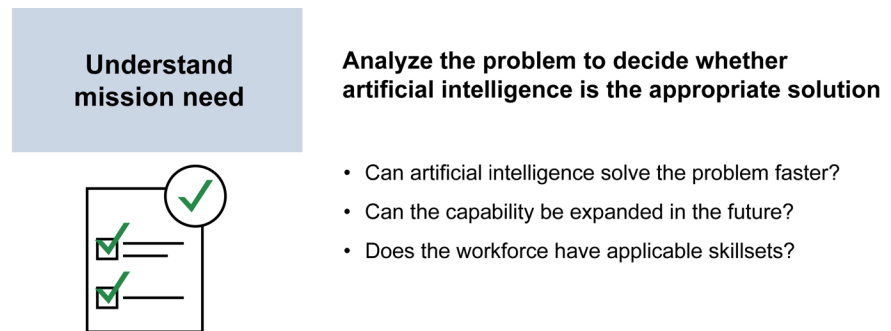 Understand
mission need
Analyze the problem to decide whether
artificial intelligence is the appropriate solution
• Can artificial intelligence solve the problem faster?
• Can the capability be expanded in the future?
• Does the workforce have applicable skillsets?